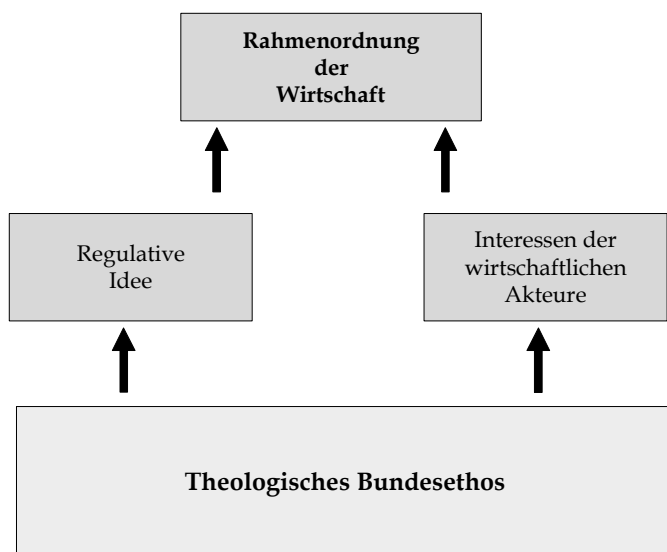 Rahmenordnung
der
Wirtschaft
Regulative
Idee
Interessen der
wirtschaftlichen
Akteure
Theologisches Bundesethos